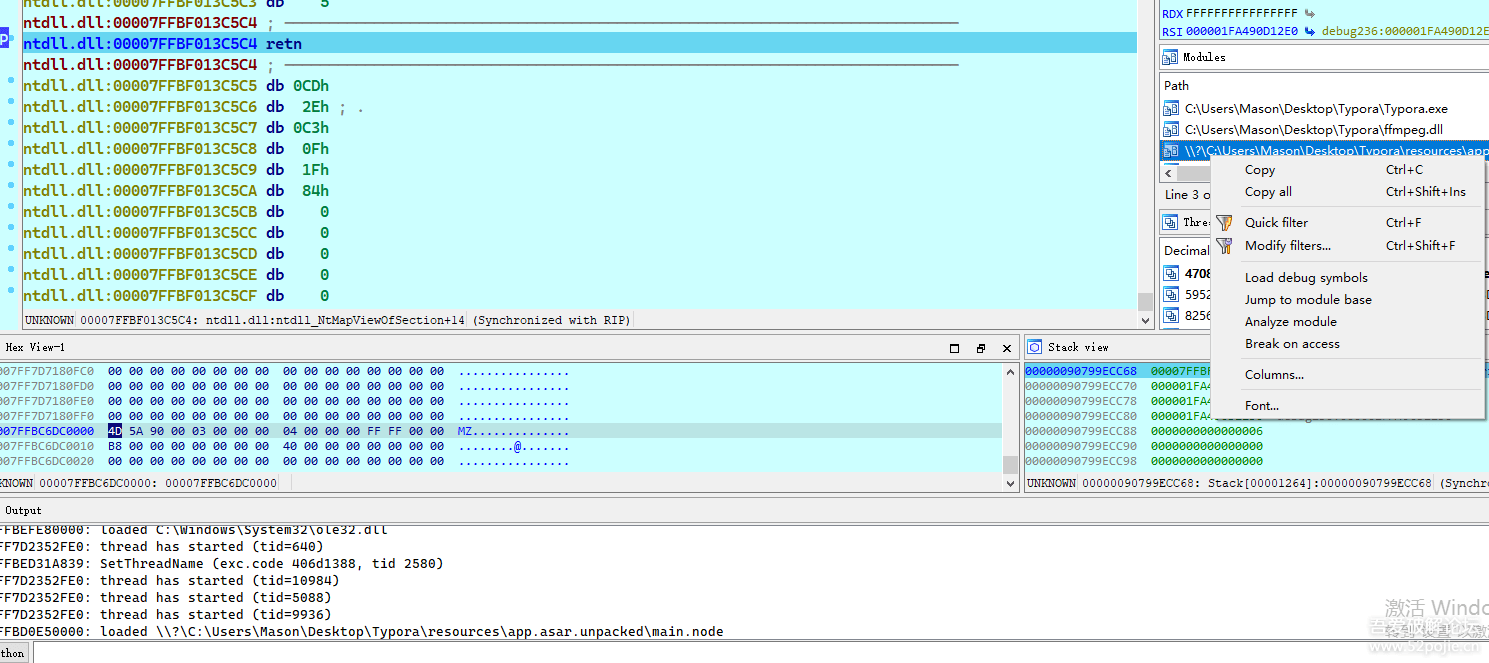 ntdll.dll:00007FFBF013C5C3 db 5
ntdll.dll:00007FFBF013C5C4 ;
ntdll.dll:00007FFBF013C5C4 retn
ntdll.dll:00007FFBF013C5C4 ;
ntdll.dll:00007FFBF013C5C5 db 0CDh
ntdll.dll:00007FFBF013C5C6 db 2Eh ; .
ntdll.dll:00007FFBF013C5C7 db 0C3h
ntdll.dll:00007FFBF013C5C8 db 0Fh
ntdll.dll:00007FFBF013C5C9 db 1Fh
ntdll.dll:00007FFBF013C5CA db 84h
ntdll.dll:00007FFBF013C5CB db 0
ntdll.dll:00007FFBF013C5CC db 0
ntdll.dll:00007FFBF013C5CD db 0
ntdll.dll:00007FFBF013C5CE db 0
ntdll.dll:00007FFBF013C5CF db 0
UNKNOWN 00007FFBF013C5C4: ntdll.dll:ntdll_NtMapViewOfSection+14 (Synchronized with RIP)
RDX FFFFFFFFFFFFFFFF
RSI 000001FA490D12E0 debug236:000001FA490D12E
Modules
Path
C:\Users\Mason\Desktop\Typora\Typora.exe
C:\Users\Mason\Desktop\Typora\ffmpeg.dll
\\?\C:\Users\Mason\Desktop\Typora\resources\app
Line 3 o
Thre
Decimal
4708
5952
8256
Copy Ctrl+C
Copy all Ctrl+Shift+Ins
Quick filter Ctrl+F
Modify filters... Ctrl+Shift+F
Load debug symbols
Jump to module base
Analyze module
Break on access
Columns...
Font...
Hex View-1
007FF7D7180FC0 00 00 00 00 00 00 00 00 00 00 00 00 00 00 00 00 ................
007FF7D7180FD0 00 00 00 00 00 00 00 00 00 00 00 00 00 00 00 00 ................
007FF7D7180FE0 00 00 00 00 00 00 00 00 00 00 00 00 00 00 00 00 ................
007FF7D7180FF0 00 00 00 00 00 00 00 00 00 00 00 00 00 00 00 00 ................
007FFBC6DC0000 4D 5A 90 00 03 00 00 00 04 00 00 00 FF FF 00 00 MZ..............
007FFBC6DC0010 B8 00 00 00 00 00 00 00 40 00 00 00 00 00 00 00 ........@.......
007FFBC6DC0020 00 00 00 00 00 00 00 00 00 00 00 00 00 00 00 00 ................
KNOWN 00007FFBC6DC0000: 00007FFBC6DC0000
Stack view
00000090799ECC68 00007FFBF
00000090799ECC70 000001FA4
00000090799ECC78 000001FA4
00000090799ECC80 000001FA4
00000090799ECC88 0000000000000006
00000090799ECC90 0000000000000000
00000090799ECC98 0000000000000000
UNKNOWN 00000090799ECC68: Stack[00001264]:00000090799ECC68 (Synchro
Output
FFBEFE80000: loaded C:\Windows\System32\ole32.dll
FF7D2352FE0: thread has started (tid=640)
FFBED31A839: SetThreadName (exc.code 406d1388, tid 2580)
FF7D2352FE0: thread has started (tid=10984)
FF7D2352FE0: thread has started (tid=5088)
FF7D2352FE0: thread has started (tid=9936)
FFBD0E50000: loaded \\?\C:\Users\Mason\Desktop\Typora\resources\app.asar.unpacked\main.node
thon
激活 Windo
吾爱破解论坛
www.52pojie.cn